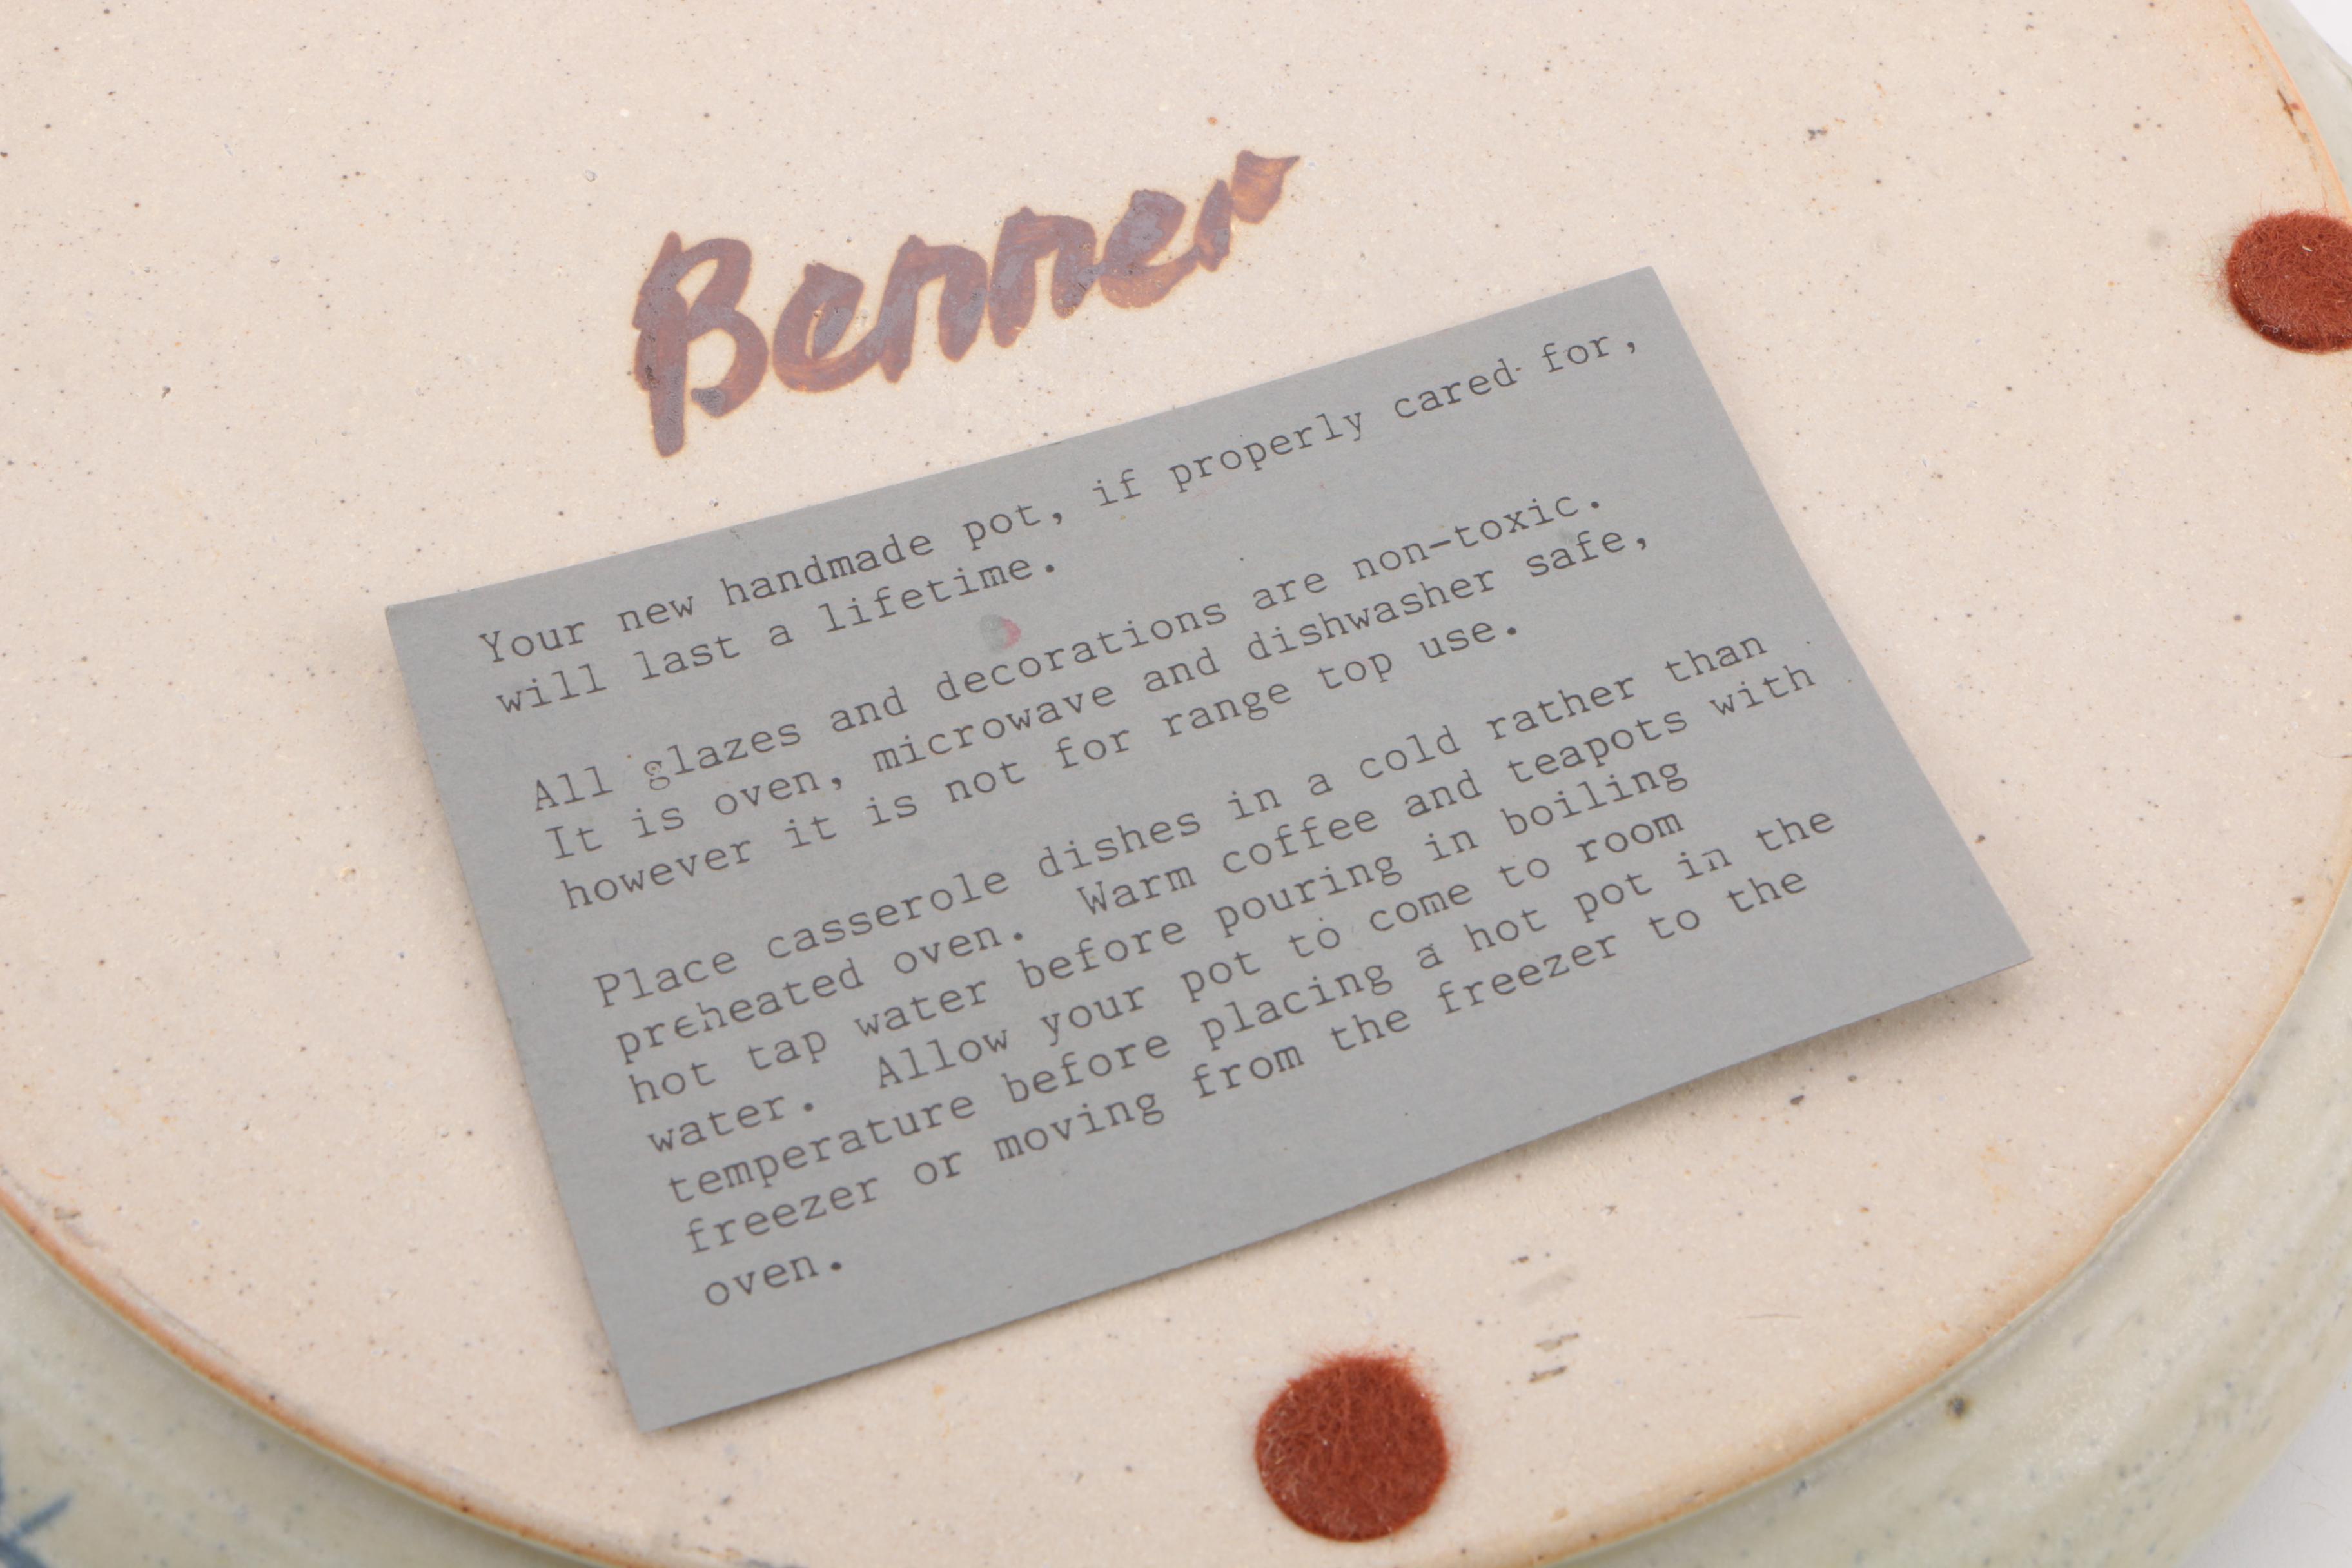 Benner
Your new handmade pot, if properly cared for,
will last a lifetime.
All glazes and decorations are non-toxic.
It is oven, microwave and dishwasher safe,
however it is not for range top use.
Place casserole dishes in a cold rather than
preheated oven. Warm coffee and teapots with
hot tap water before pouring in boiling
water. Allow your pot to come to room
temperature before placing a hot pot in the
freezer or moving from the freezer to the
oven.